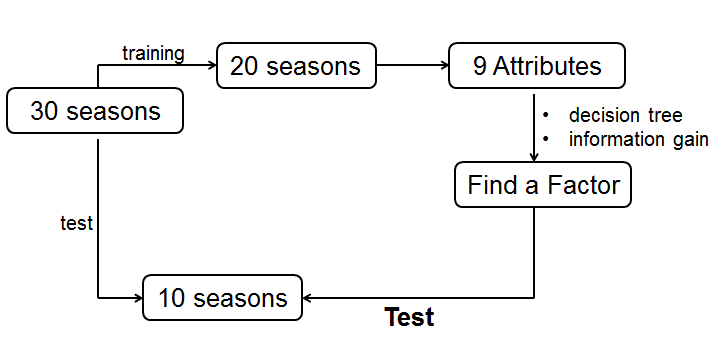 training
20 seasons
9 Attributes
30 seasons
• decision tree
• information gain
Find a Factor
test
10 seasons
Test